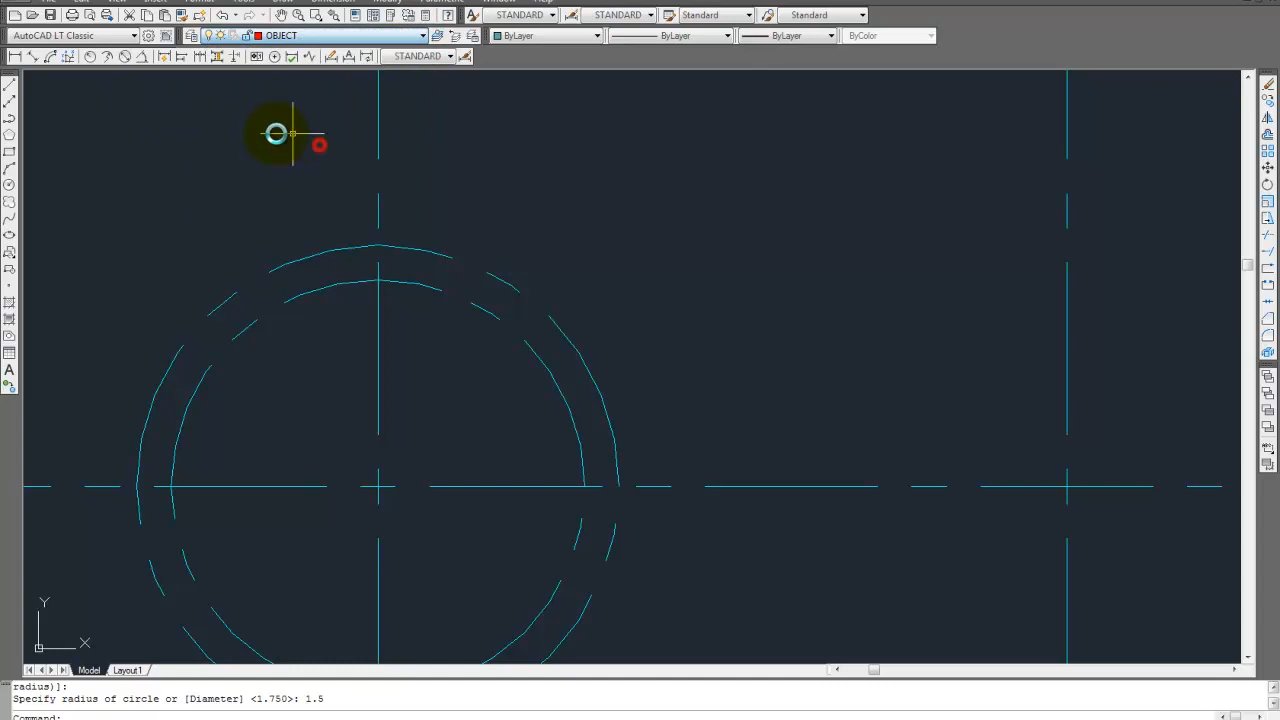 STANDARD STANDARD Standard Standard
AutoCAD LT Classic OBJECT ByLayer ByLayer ByLayer ByColor
STANDARD
A
Y
X
Model Layout1
radius)]:
Specify radius of circle or [Diameter] <1.750>: 1.5
Command: